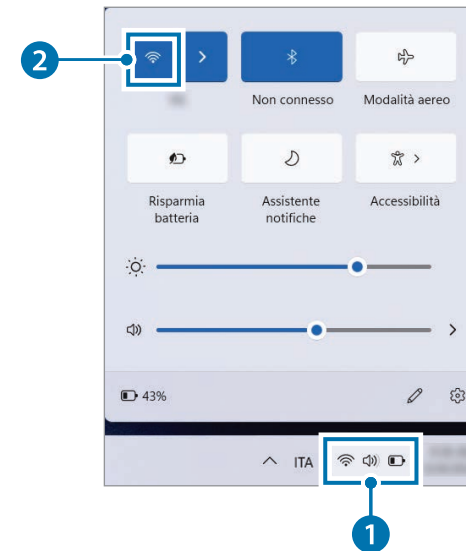 2
Non connesso
Modalità aereo
Risparmia
batteria
Assistente
notifiche
Accessibilità
43%
ITA
1